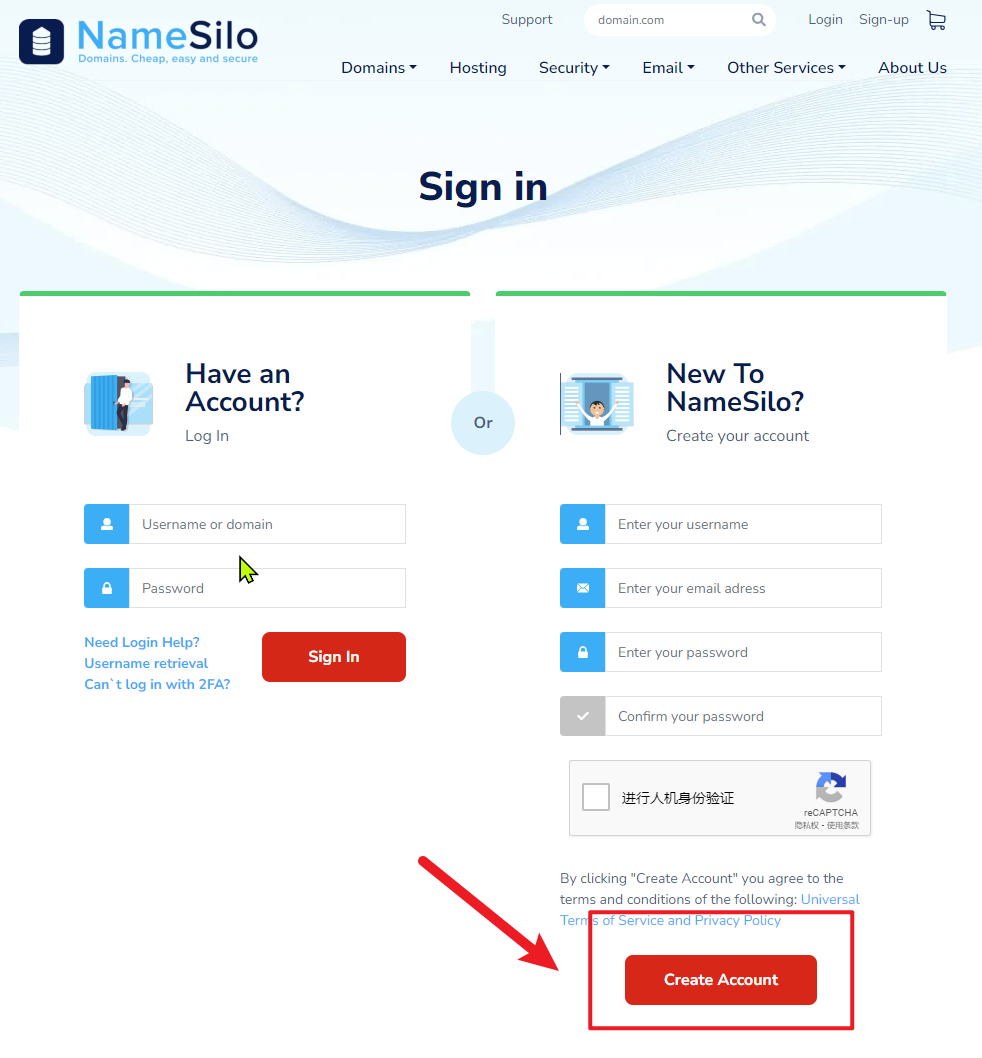 NameSilo
Domains. Cheap, easy and secure
Support
domain.com
Login
Sign-up
Domains
Hosting
Security
Email
Other Services
About Us
Sign in
Have an
Account?
Log In
Username or domain
Password
Need Login Help?
Username retrieval
Can`t log in with 2FA?
Sign In
Or
New To
NameSilo?
Create your account
Enter your username
Enter your email adress
Enter your password
Confirm your password
进行人机身份验证
reCAPTCHA
隐私权 - 使用条款
By clicking "Create Account" you agree to the
terms and conditions of the following: Universal
Terms of Service and Privacy Policy
Create Account